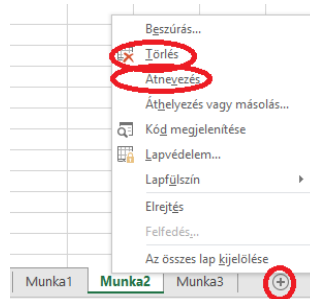 Beszúrás...
Törlés
Átnevezés
Áthelyezés vagy másolás...
Kód megjelenítése
Lapvédelem...
Lapfülszín
Elrejtés
Felfedés...
Az összes lap kijelölése
Munka1 Munka2 Munka3